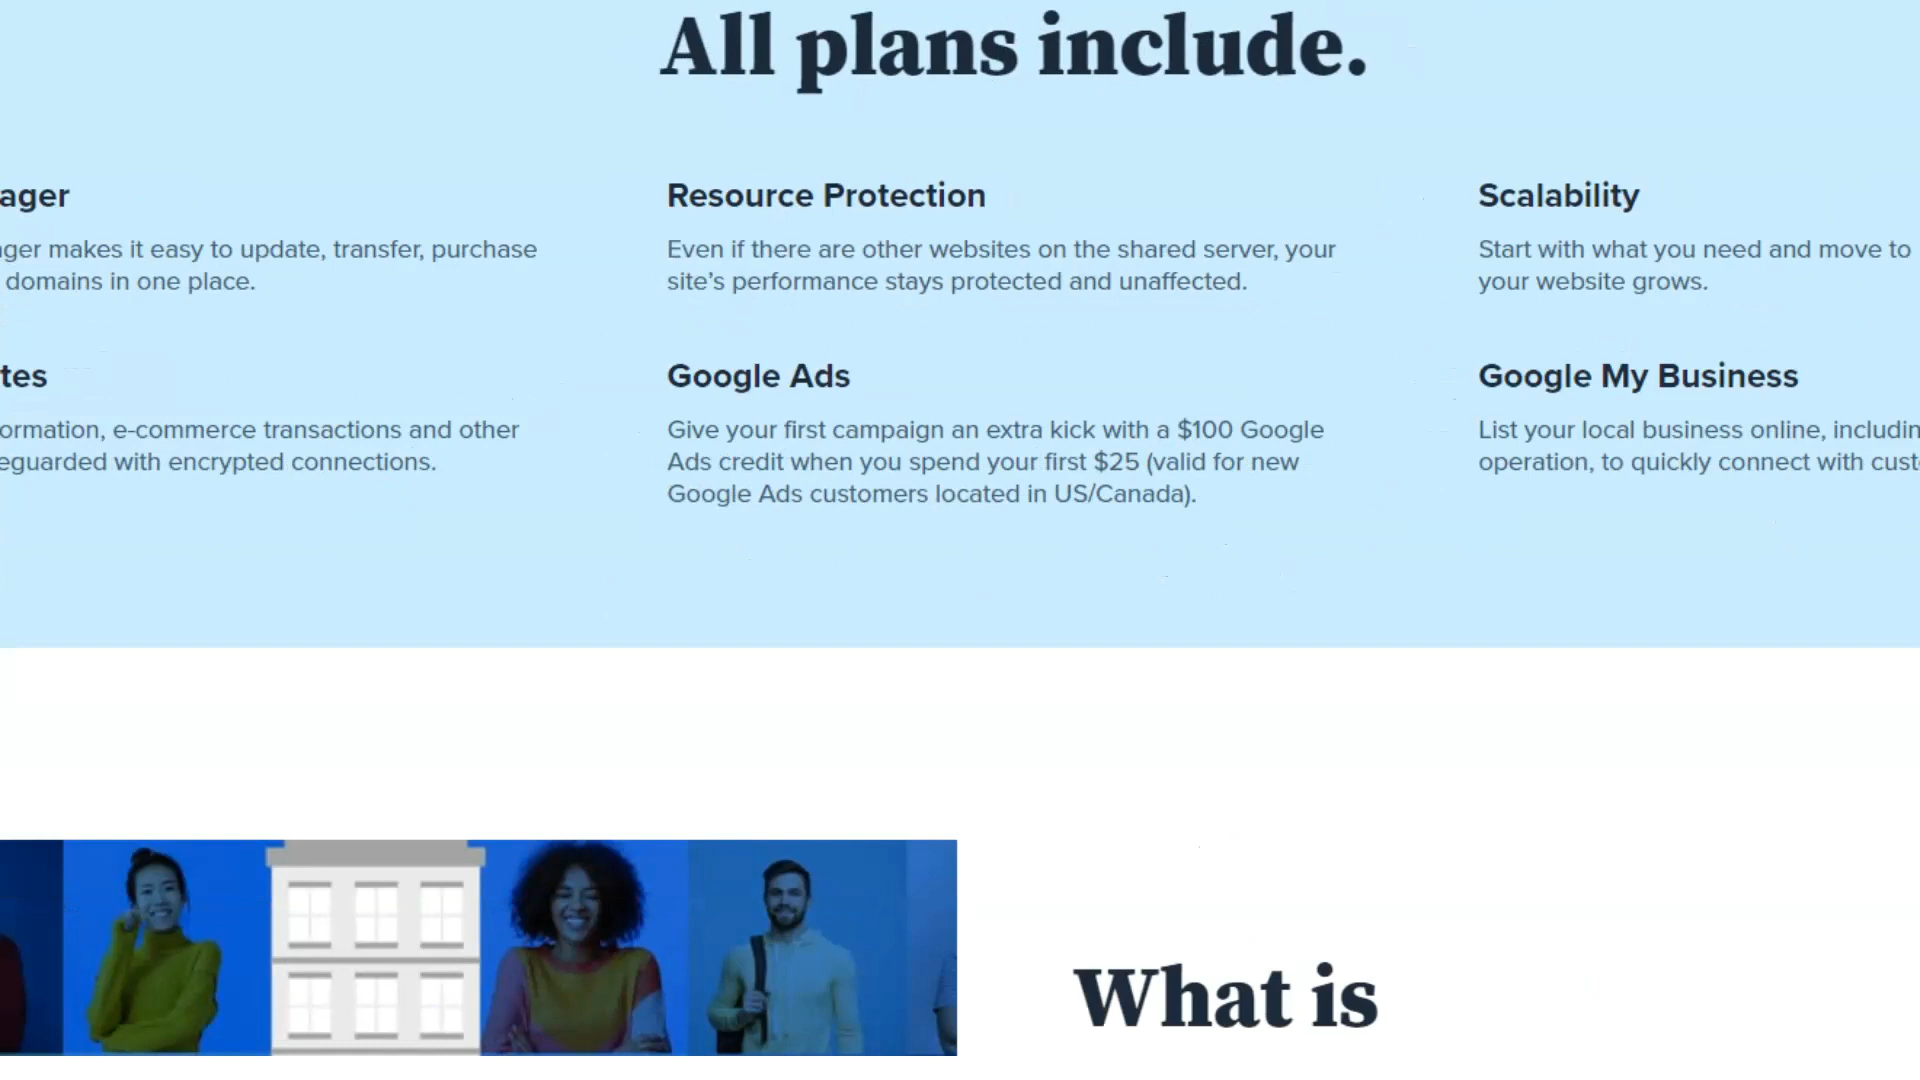 All plans include.
ager
ger makes it easy to update, transfer, purchase
domains in one place.
Resource Protection
Even if there are other websites on the shared server, your
site's performance stays protected and unaffected.
Scalability
Start with what you need and move to
your website grows.
tes
ormation, e-commerce transactions and other
eguarded with encrypted connections.
Google Ads
Give your first campaign an extra kick with a $100 Google
Ads credit when you spend your first $25 (valid for new
Google Ads customers located in US/Canada).
Google My Business
List your local business online, includin
operation, to quickly connect with cust
What is